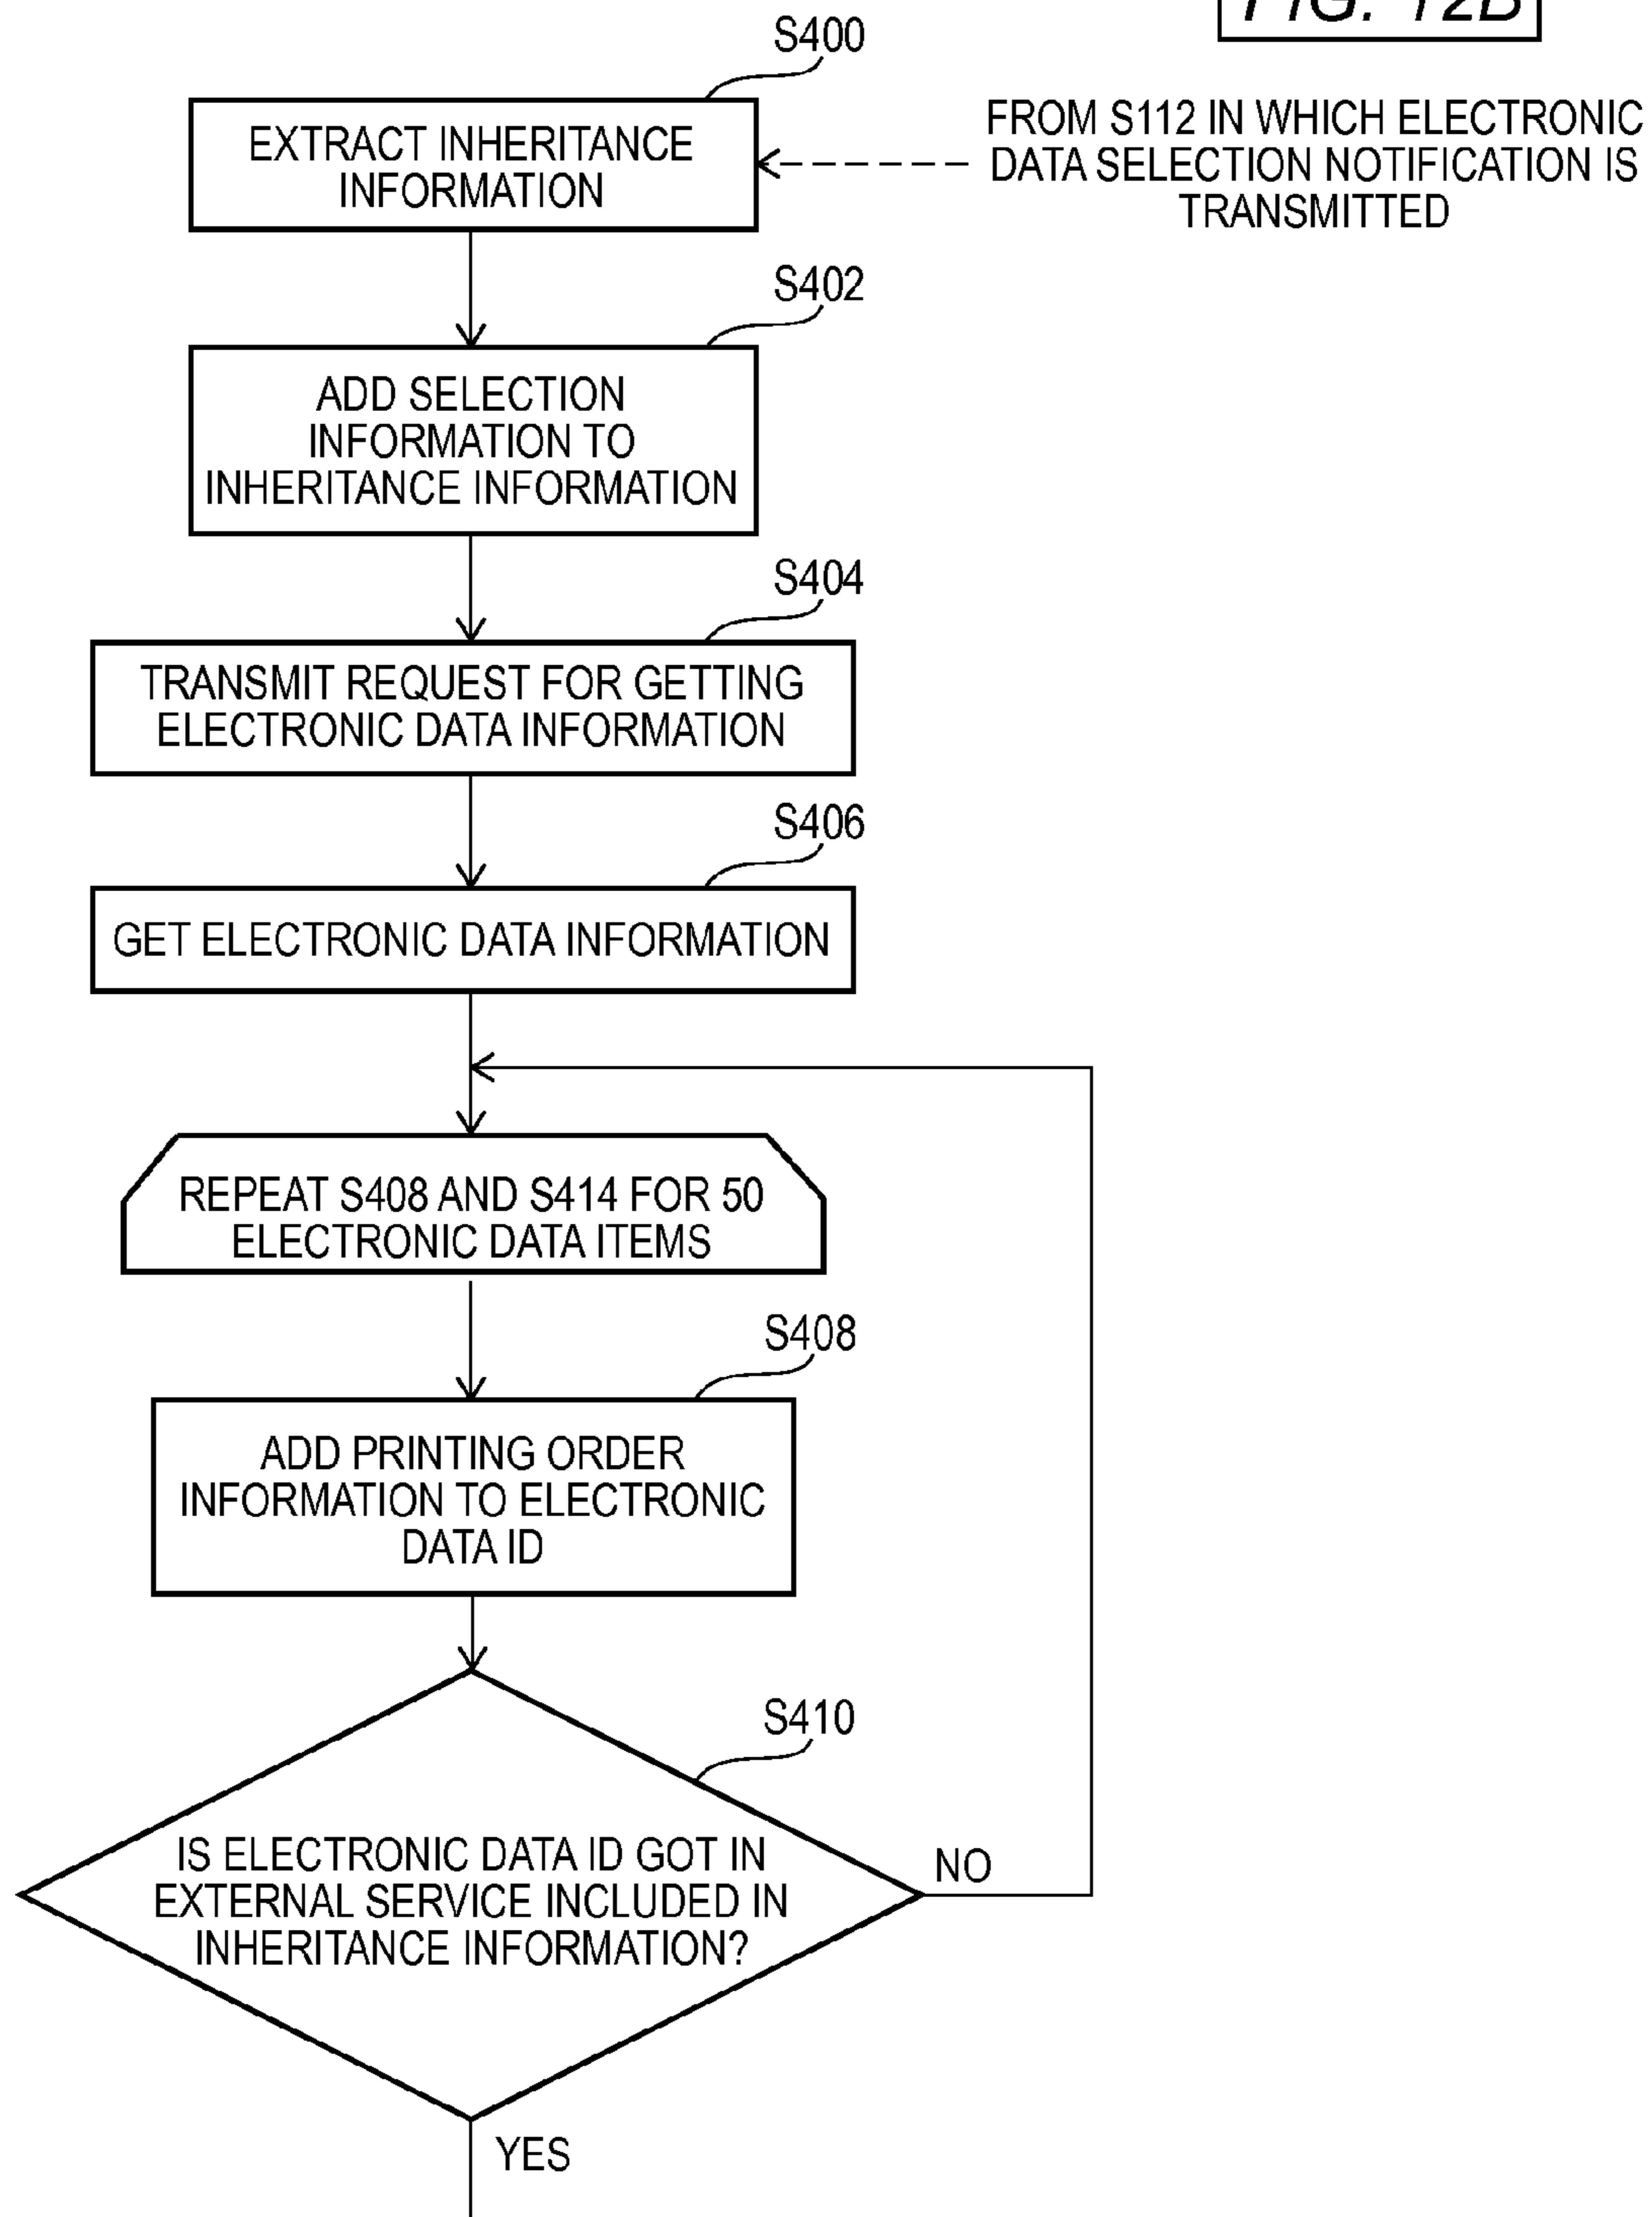 FIG. 12B
S400
EXTRACT INHERITANCE
INFORMATION
FROM S112 IN WHICH ELECTRONIC
DATA SELECTION NOTIFICATION IS
TRANSMITTED
S402
ADD SELECTION
INFORMATION TO
INHERITANCE INFORMATION
S404
TRANSMIT REQUEST FOR GETTING
ELECTRONIC DATA INFORMATION
S406
GET ELECTRONIC DATA INFORMATION
REPEAT S408 AND S414 FOR 50
ELECTRONIC DATA ITEMS
S408
ADD PRINTING ORDER
INFORMATION TO ELECTRONIC
DATA ID
S410
IS ELECTRONIC DATA ID GOT IN
EXTERNAL SERVICE INCLUDED IN
INHERITANCE INFORMATION?
NO
YES